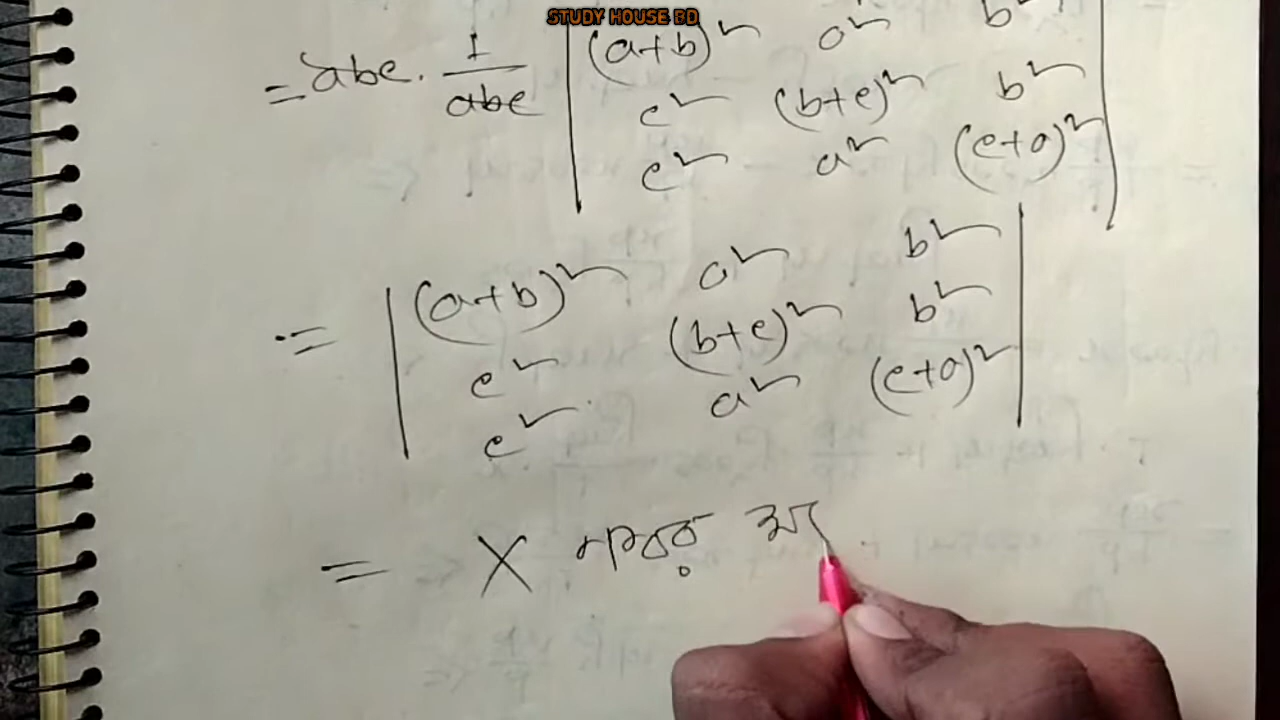 STUDY HOUSE BD
= abc · 1/abc | (a+b)² a² b² |
| c² (b+c)² b² |
| c² a² (c+a)² |
= | (a+b)² a² b² |
| c² (b+c)² b² |
| c² a² (c+a)² |
= X নংর